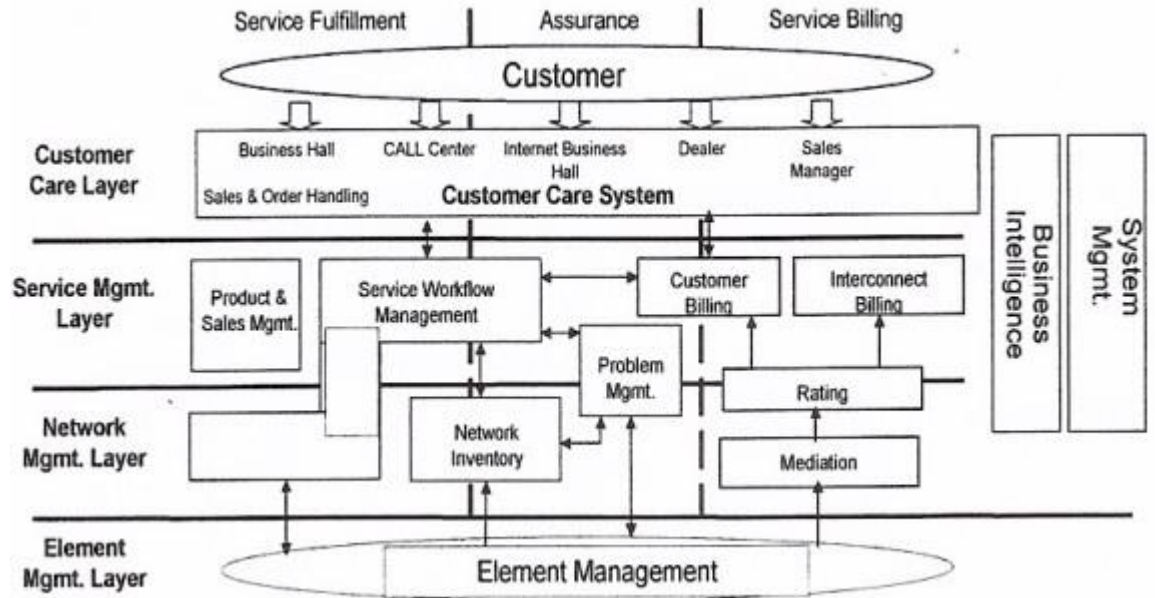 Service Fulfillment
Assurance
Service Billing
Customer
Customer
Care Layer
Business Hall
CALL Center
Internet Business
Hall
Dealer
Sales
Manager
Sales & Order Handling
Customer Care System
Service Mgmt.
Layer
Product &
Sales Mgmt.
Service Workflow
Management
Customer
Billing
Interconnect
Billing
Problem
Mgmt.
Rating
Network
Mgmt. Layer
Network
Inventory
Mediation
Element
Mgmt. Layer
Element Management
Business
Intelligence
System
Mgmt.